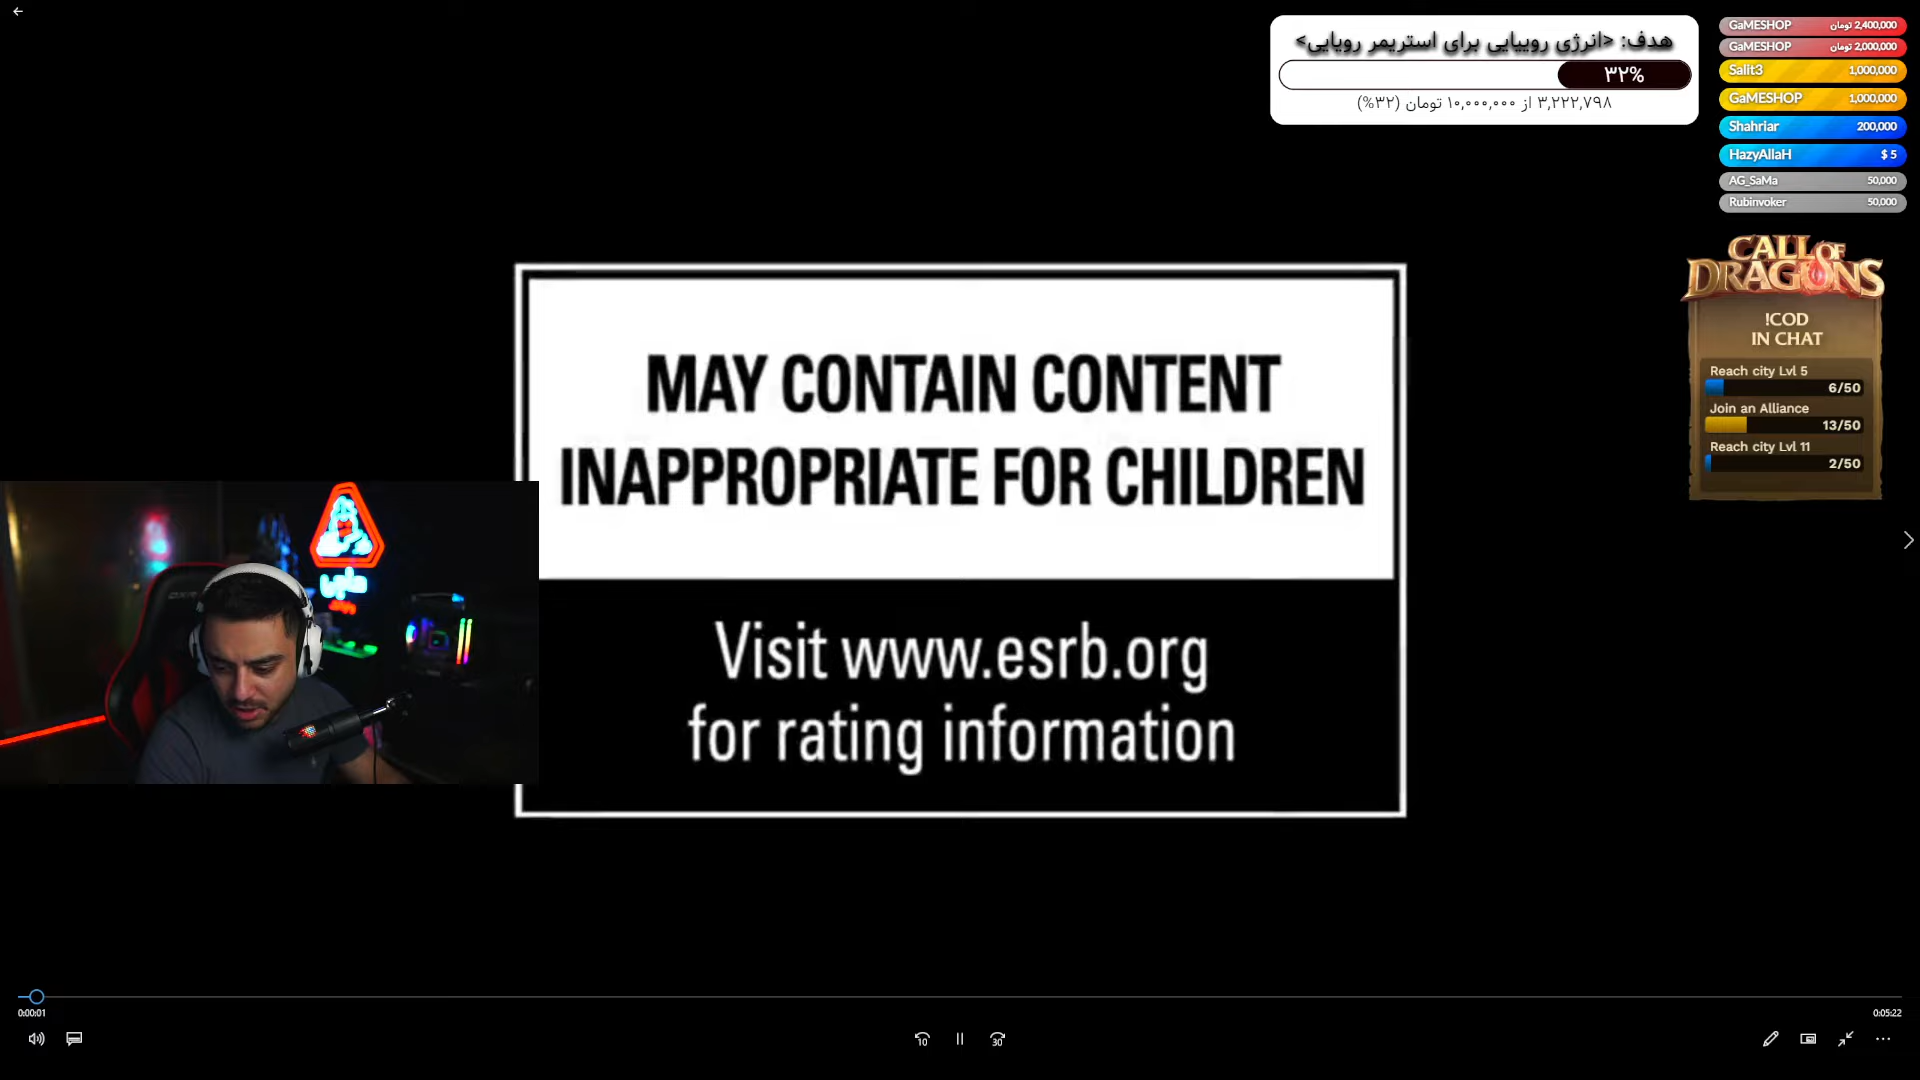 هدف: <انرژی روبیایی برای استریمر رویایی>
۳۲%
۳,۲۲۲,۷۹۸ از ۱۰,۰۰۰,۰۰۰ تومان (۳۲%)
GaMESHOP 2,400,000 تومان
GaMESHOP 2,000,000 تومان
Salit3 1,000,000
GaMESHOP 1,000,000
Shahriar 200,000
HazyAllaH $ 5
AG_SaMa 50,000
Rubinvoker 50,000
CALL OF
DRAGONS
!COD
IN CHAT
Reach city Lvl 5
6/50
Join an Alliance
13/50
Reach city Lvl 11
2/50
MAY CONTAIN CONTENT
INAPPROPRIATE FOR CHILDREN
Visit www.esrb.org
for rating information
0:00:01
0:05:22
10
30